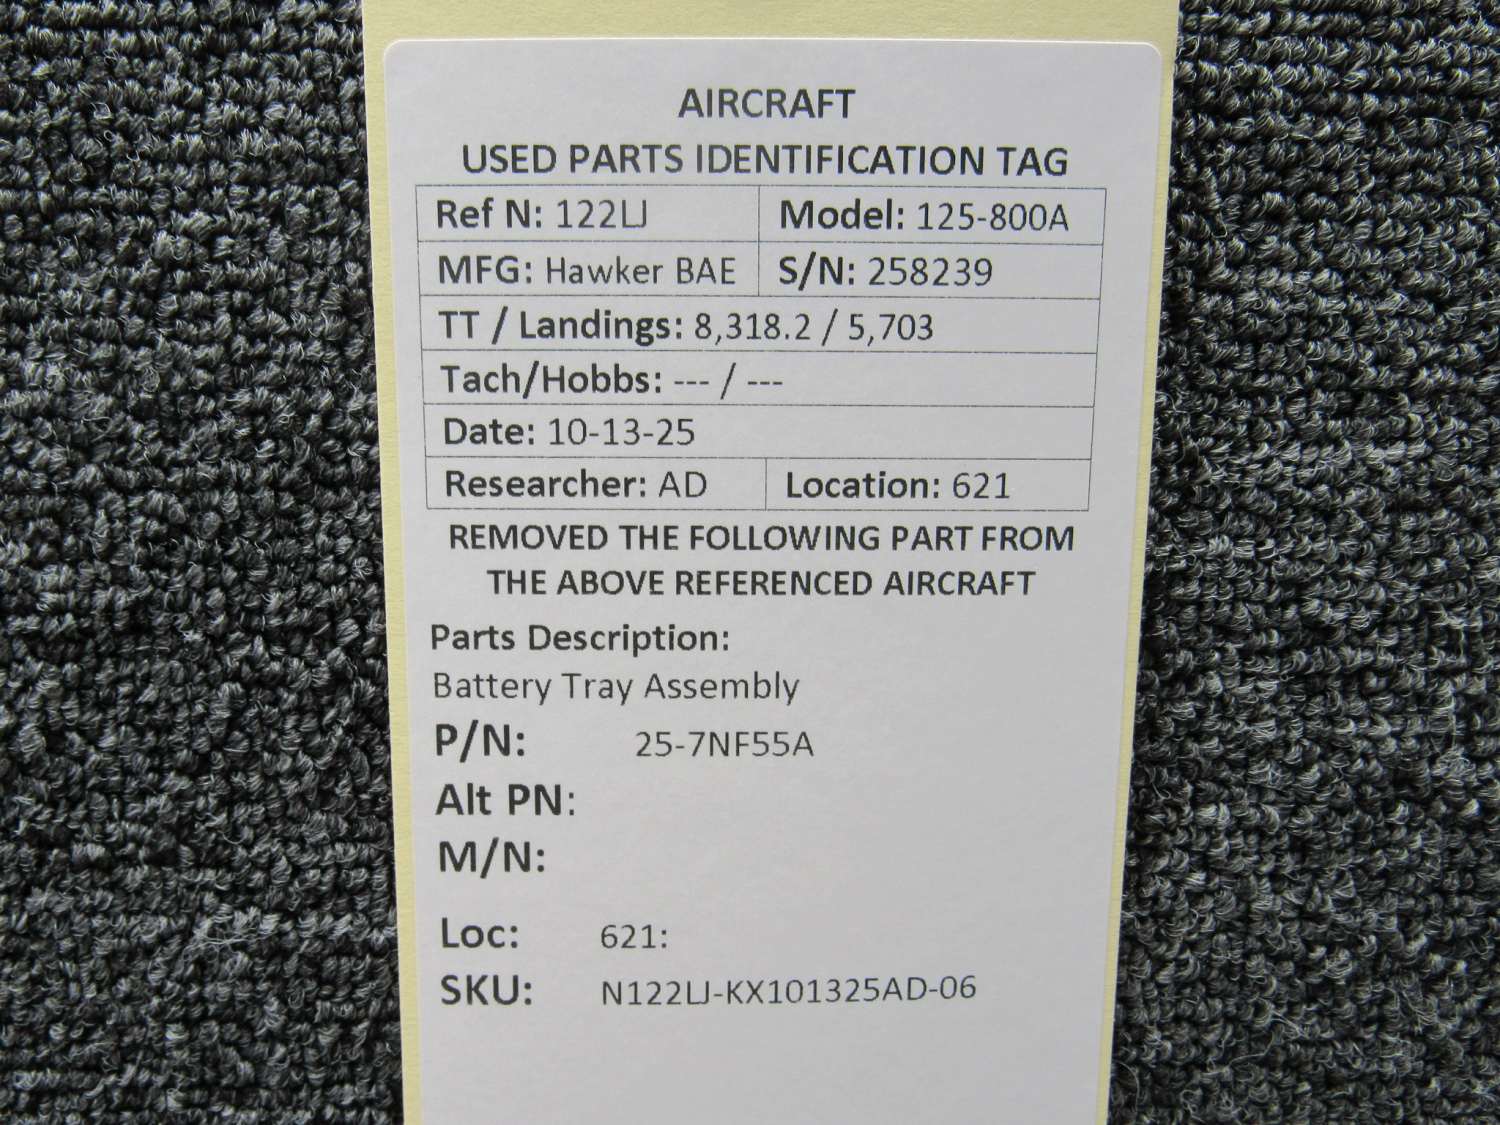 AIRCRAFT
USED PARTS IDENTIFICATION TAG
Ref N: 122LJ Model: 125-800A
MFG: Hawker BAE S/N: 258239
TT / Landings: 8,318.2 / 5,703
Tach/Hobbs: --- / ---
Date: 10-13-25
Researcher: AD Location: 621
REMOVED THE FOLLOWING PART FROM
THE ABOVE REFERENCED AIRCRAFT
Parts Description:
Battery Tray Assembly
P/N: 25-7NF55A
Alt PN:
M/N:
Loc: 621:
SKU: N122LJ-KX101325AD-06